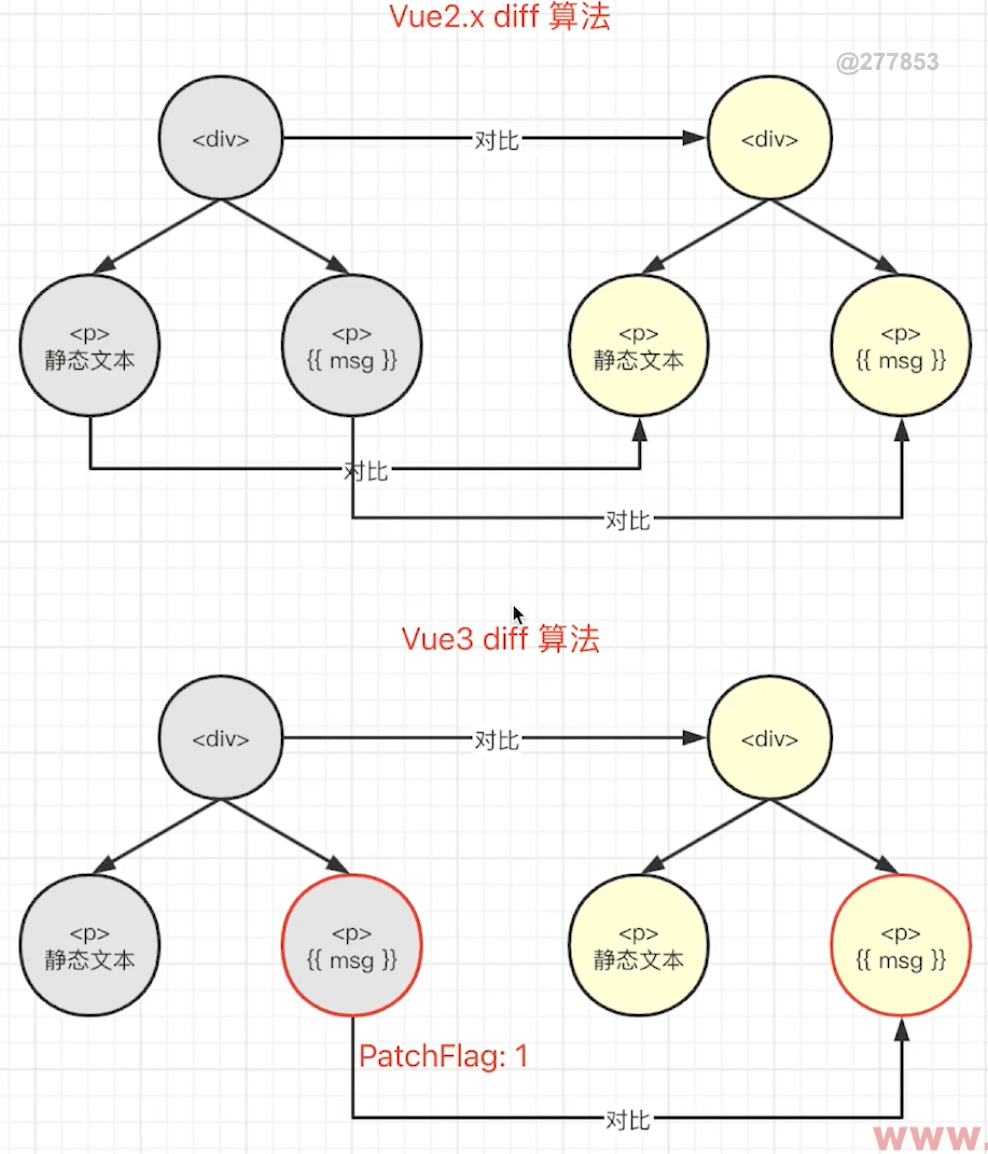 Vue2.x diff 算法
@277853
<div>
对比
<div>
<p>
静态文本
<p>
{{ msg }}
<p>
静态文本
<p>
{{ msg }}
对比
对比
Vue3 diff 算法
<div>
对比
<div>
<p>
静态文本
<p>
{{ msg }}
<p>
静态文本
<p>
{{ msg }}
PatchFlag: 1
对比
www.